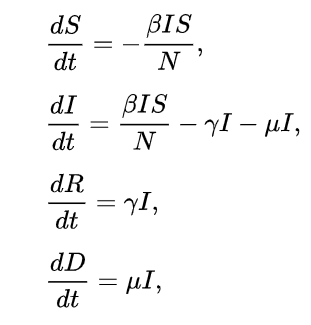 dS/dt = −βIS/N,
dI/dt = βIS/N − γI − μI,
dR/dt = γI,
dD/dt = μI,